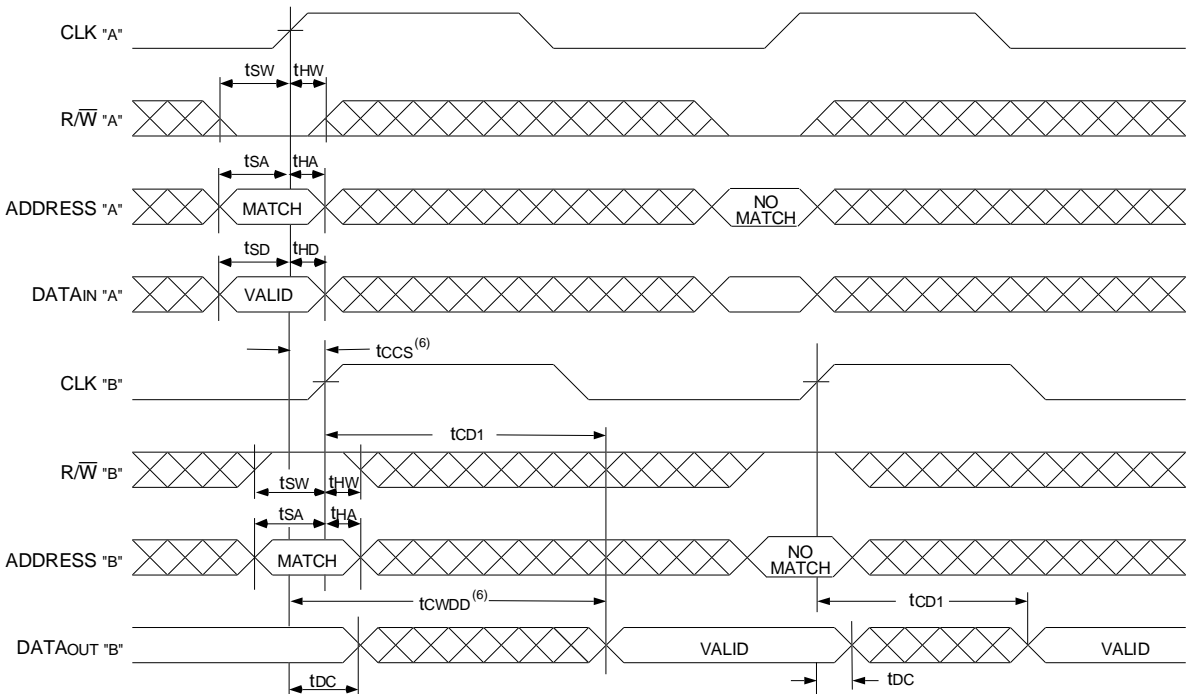 CLK "A"
tSW tHW
R/W̅ "A"
tSA tHA
ADDRESS "A" MATCH NO MATCH
tSD tHD
DATAIN "A" VALID
tCCS(6)
CLK "B"
tCD1
R/W̅ "B"
tSW tHW
tSA tHA
ADDRESS "B" MATCH NO MATCH
tCWDD(6) tCD1
DATAOUT "B" VALID VALID
tDC tDC